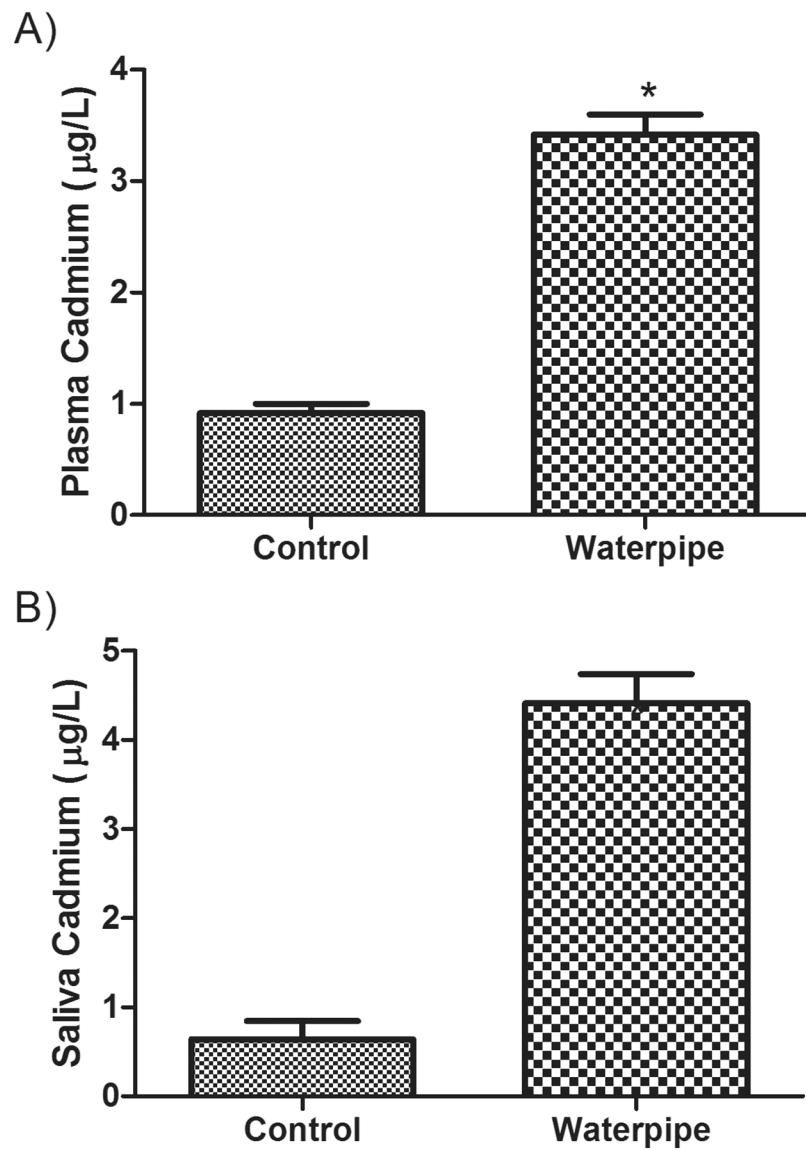 A)
Plasma Cadmium ( μg/L)
4
*
3
2
1
0
Control Waterpipe
B)
Saliva Cadmium ( μg/L)
5
4
3
2
1
0
Control Waterpipe